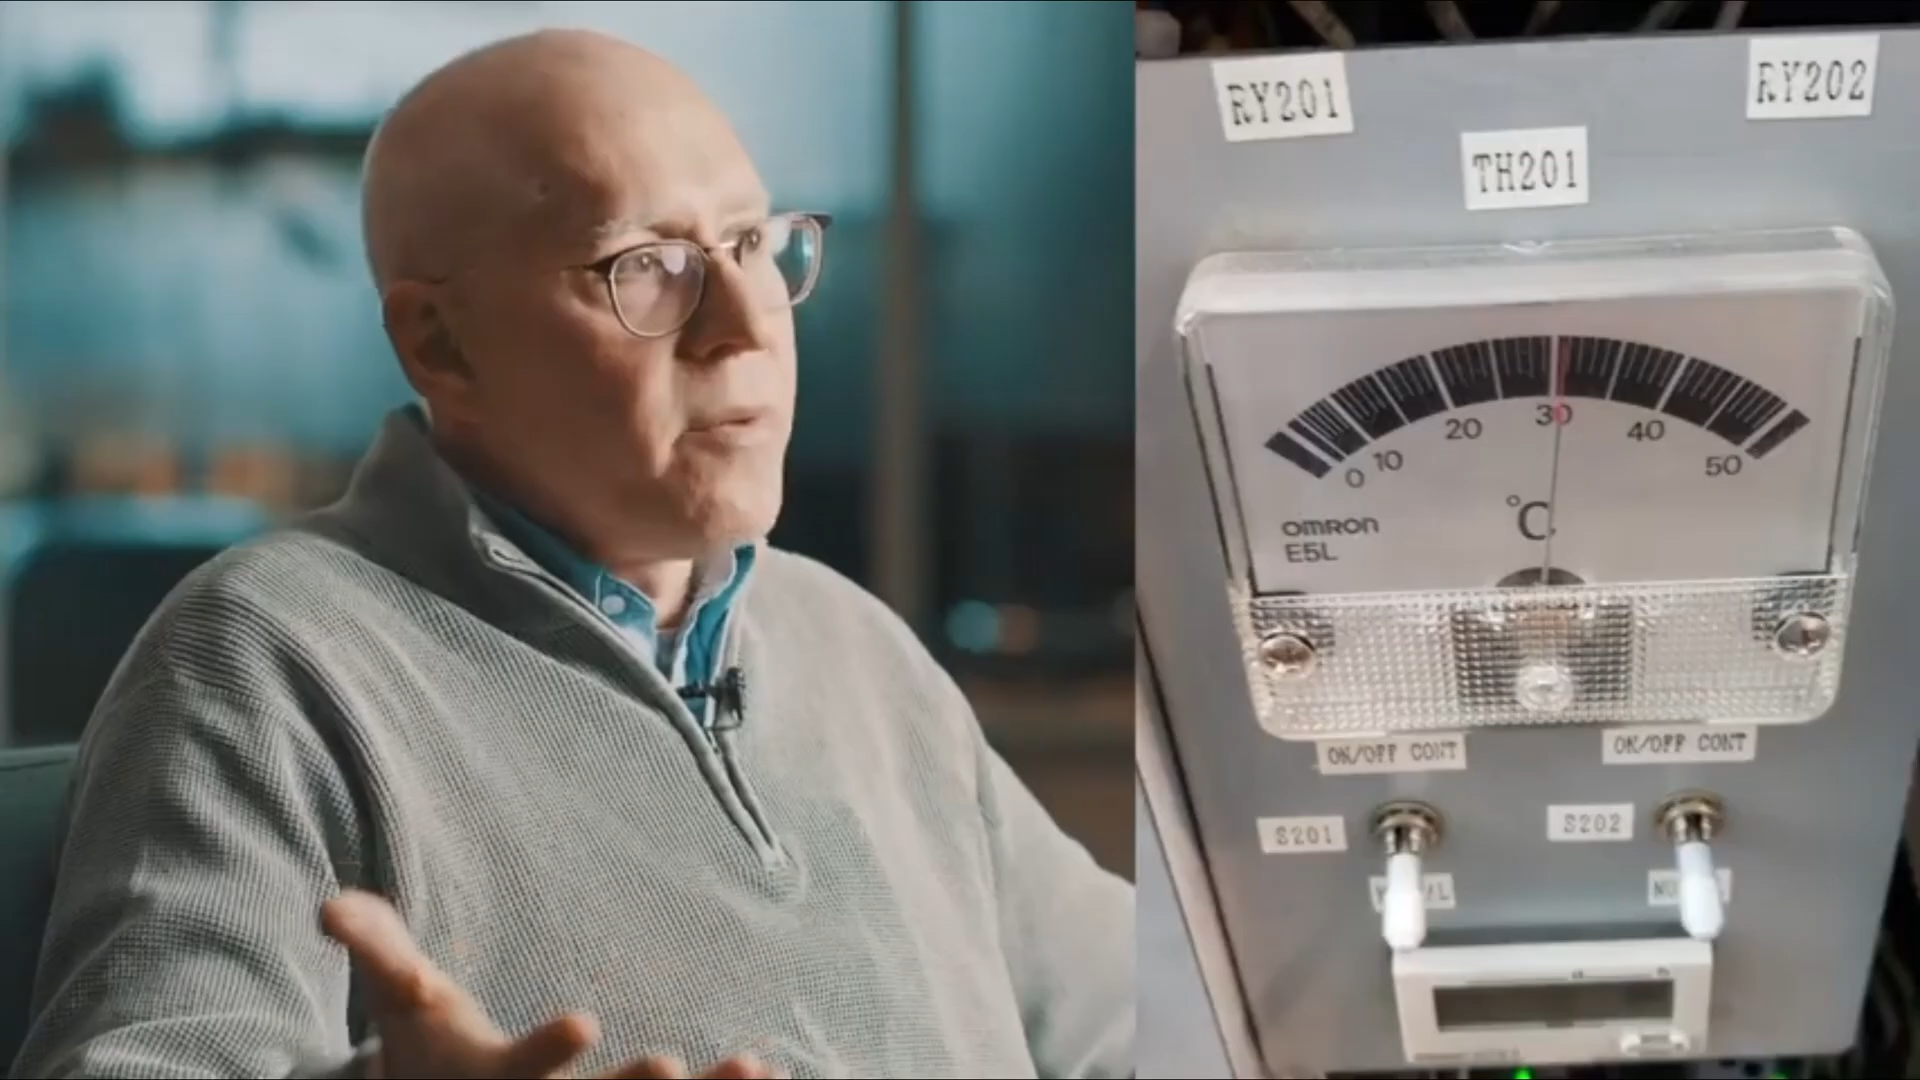 RY201
RY202
TH201
0 10 20 30 40 50
°C
OMRON
E5L
ON/OFF CONT
ON/OFF CONT
S201
S202